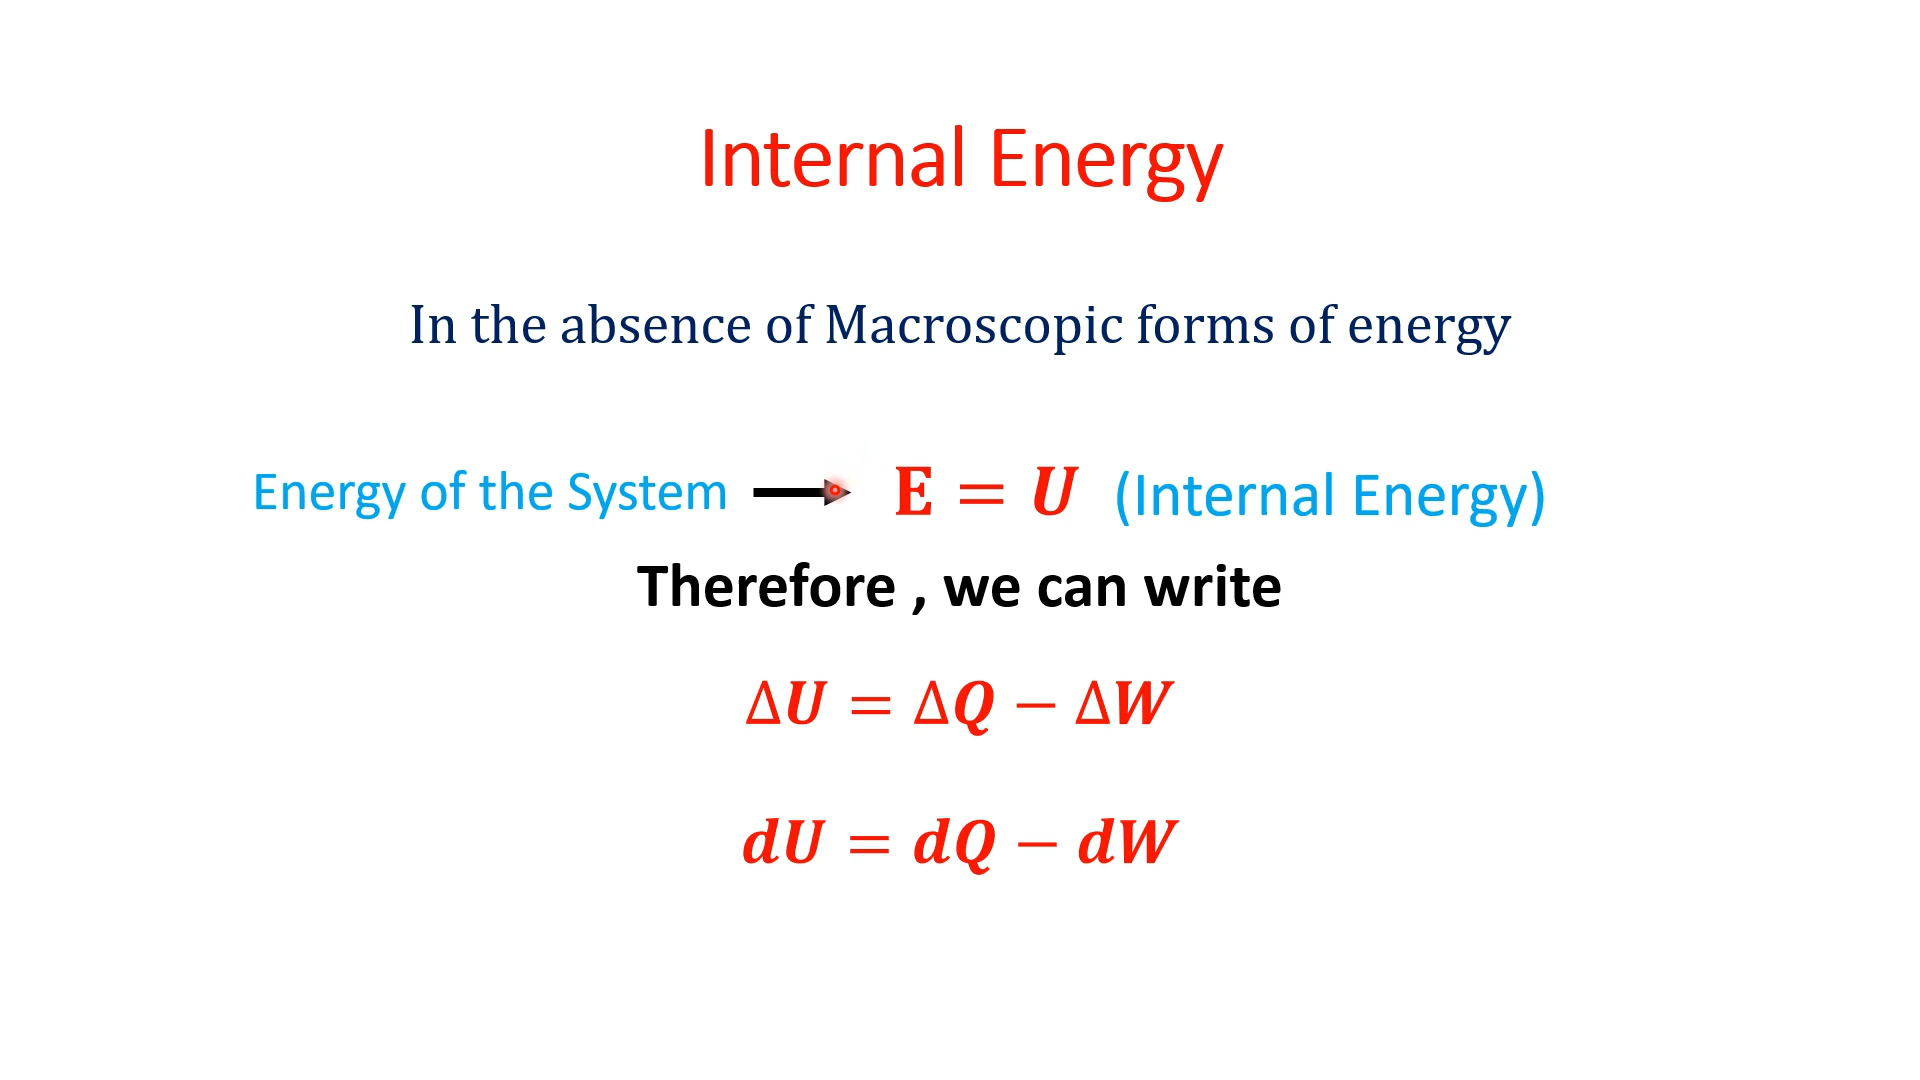 Internal Energy
In the absence of Macroscopic forms of energy
Energy of the System → E = U (Internal Energy)
Therefore , we can write
ΔU = ΔQ − ΔW
dU = dQ − dW